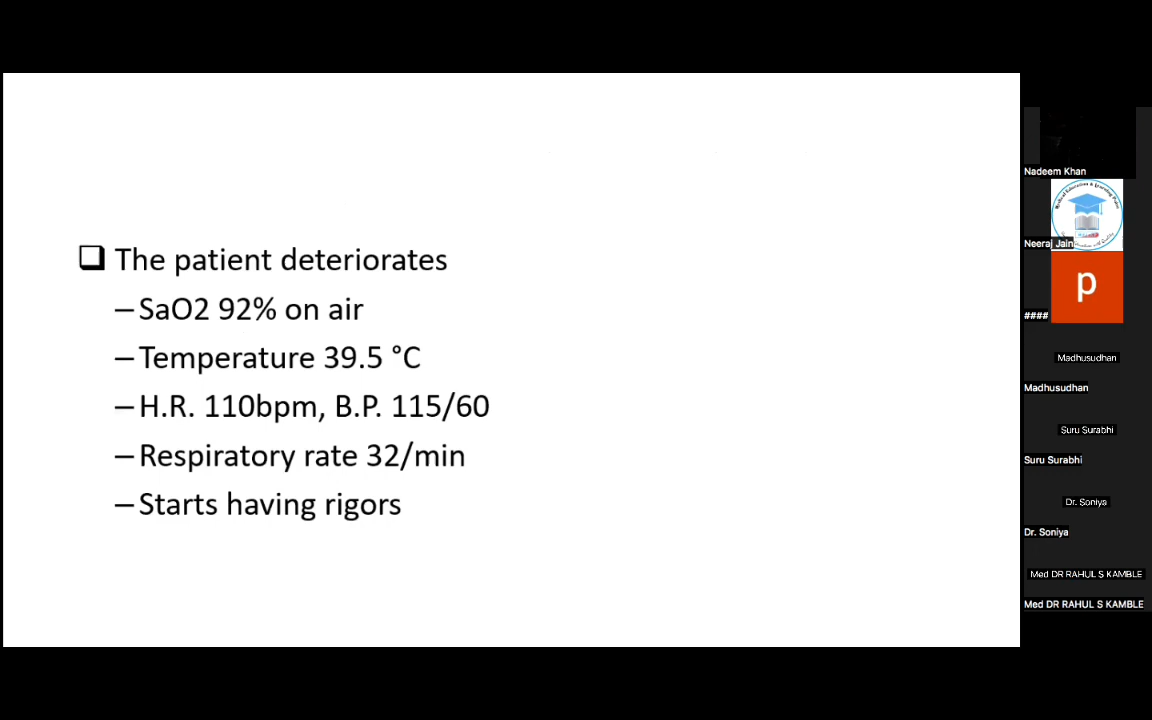 ❑ The patient deteriorates
–SaO2 92% on air
–Temperature 39.5 °C
–H.R. 110bpm, B.P. 115/60
–Respiratory rate 32/min
–Starts having rigors
Nadeem Khan
Neeraj Jain
p
####
Madhusudhan
Madhusudhan
Suru Surabhi
Suru Surabhi
Dr. Soniya
Dr. Soniya
Med DR RAHUL S KAMBLE
Med DR RAHUL S KAMBLE